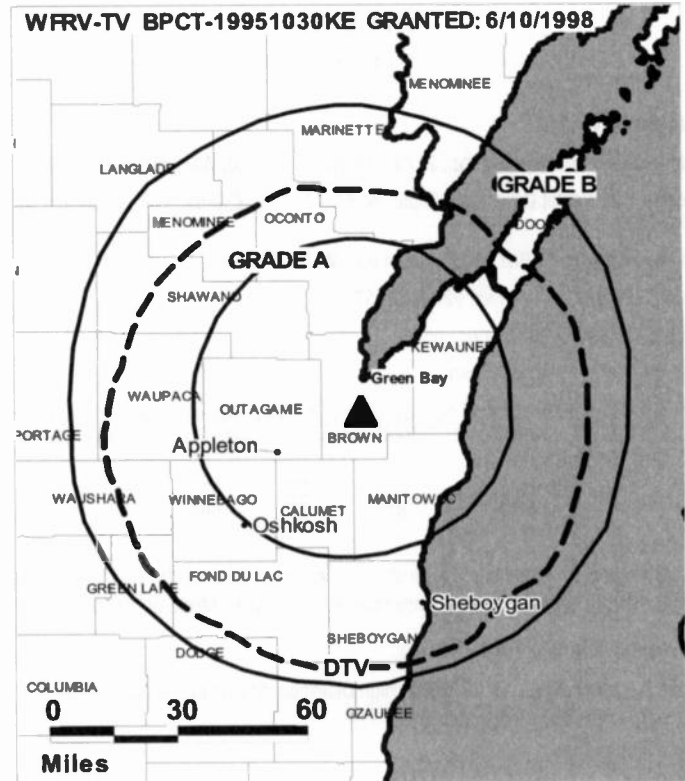 WFRV-TV BPCT-19951030KE GRANTED: 6/10/1998
MENOMINEE
MARINETTE
LANGLADE
GRADE B
MENOMINEE
OCONTO
DOOR
GRADE A
SHAWANO
KEWAUNEE
Green Bay
WAUPACA
OUTAGAMIE
BROWN
PORTAGE
Appleton
WAUSHARA
WINNEBAGO
CALUMET
MANITOWOC
Oshkosh
FOND DU LAC
GREEN LAKE
Sheboygan
SHEBOYGAN
DODGE
DTV
COLUMBIA
0 30 60
OZAUKEE
Miles